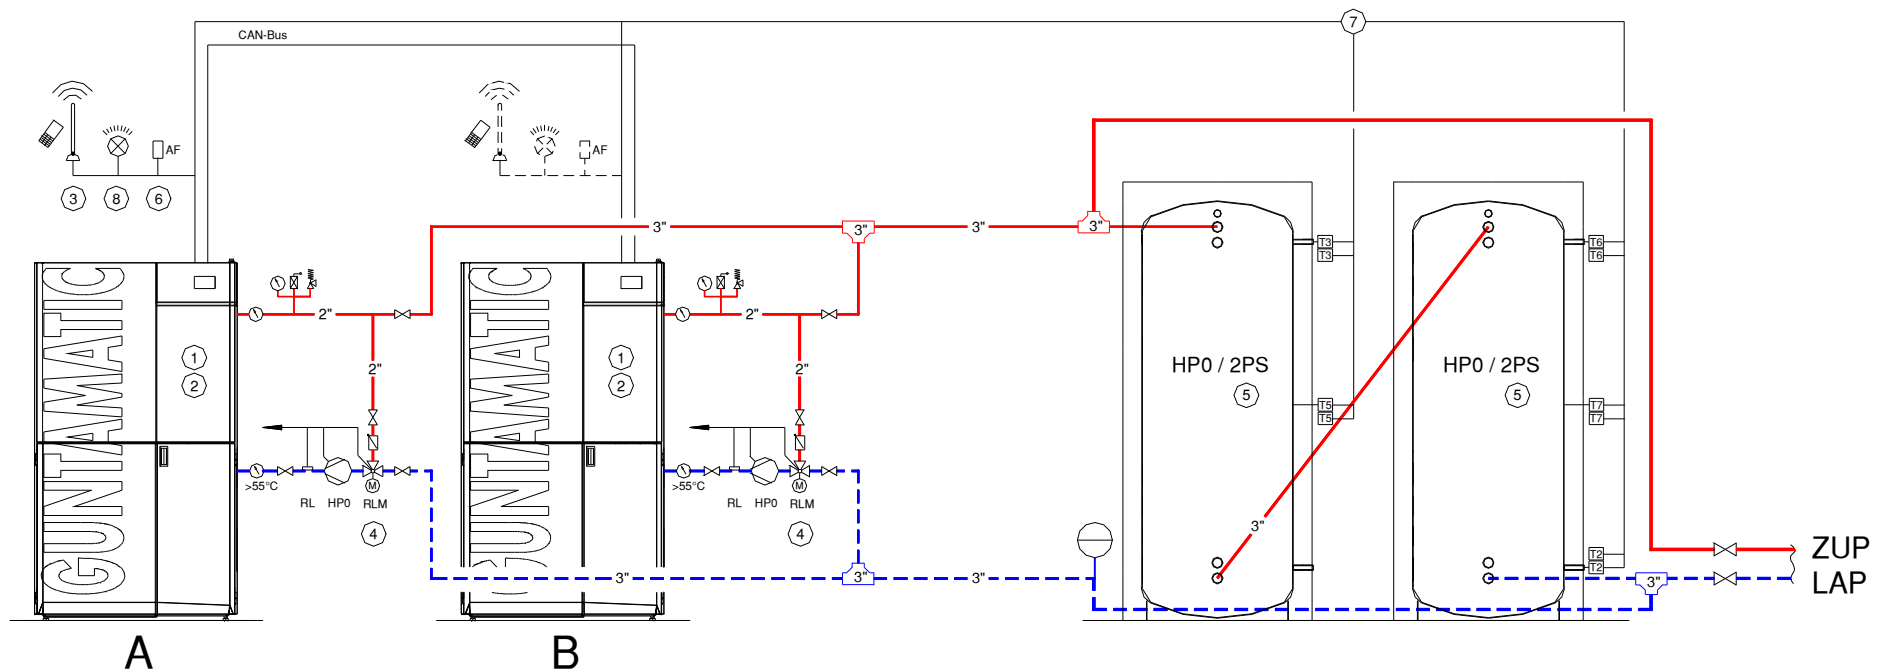 CAN-Bus
7
AF
AF
3
8
6
3"
3"
3"
3"
T3
T3
T6
T6
2"
2"
GUNTAMATIC
GUNTAMATIC
1
2
1
2
2"
2"
HP0 / 2PS
5
HP0 / 2PS
5
T5
T5
T7
T7
>55°C
RL
HP0
M
RLM
4
>55°C
RL
HP0
M
RLM
4
3"
3"
3"
3"
3"
T2
T2
ZUP
LAP
A
B